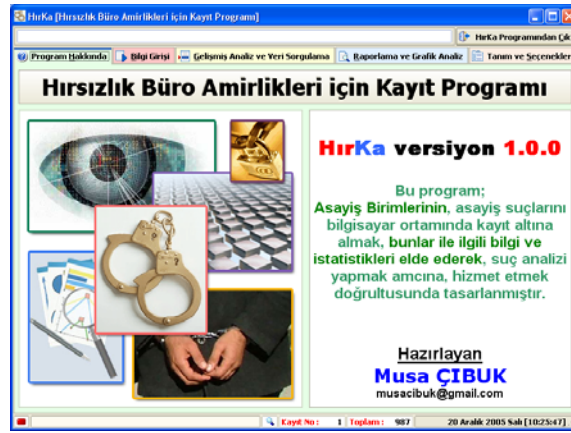 HırKa [Hırsızlık Büro Amirlikleri için Kayıt Programı]
HırKa Programından Çık
Program Hakkında Bilgi Girişi Gelişmiş Analiz ve Veri Sorgulama Raporlama ve Grafik Analiz Tanım ve Seçenekler
Hırsızlık Büro Amirlikleri için Kayıt Programı
HırKa versiyon 1.0.0
Bu program;
Asayiş Birimlerinin, asayiş suçlarını
bilgisayar ortamında kayıt altına
almak, bunlar ile ilgili bilgi ve
istatistikleri elde ederek, suç analizi
yapmak amcına, hizmet etmek
doğrultusunda tasarlanmıştır.
Hazırlayan
Musa ÇIBUK
musacibuk@gmail.com
Kayıt No : 1 Toplam : 987 20 Aralık 2005 Salı [10:25:47]